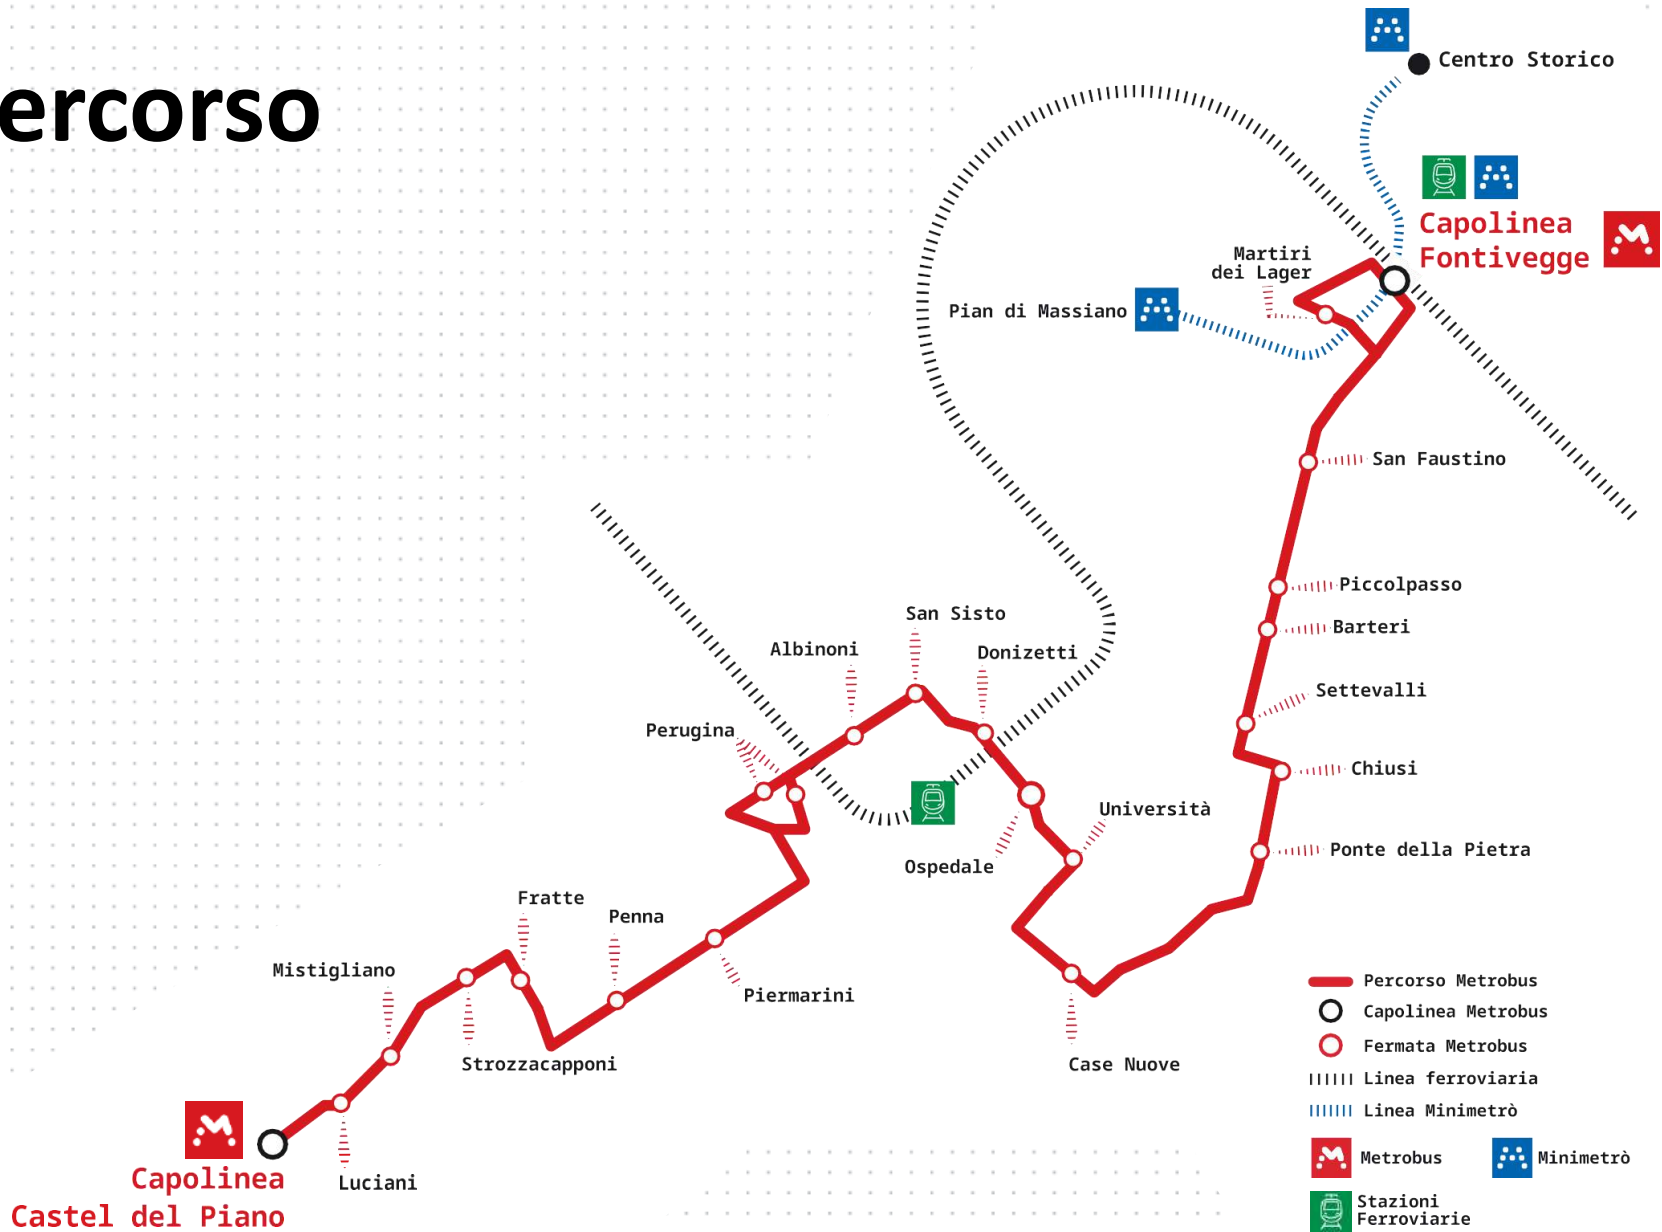 ercorso
Centro Storico
Capolinea
Fontivegge
Martiri
dei Lager
Pian di Massiano
San Faustino
Piccolpasso
Barteri
Settevalli
Chiusi
Ponte della Pietra
San Sisto
Albinoni
Donizetti
Perugina
Università
Ospedale
Fratte
Penna
Mistigliano
Piermarini
Strozzacapponi
Case Nuove
Luciani
Capolinea
Castel del Piano
Percorso Metrobus
Capolinea Metrobus
Fermata Metrobus
Linea ferroviaria
Linea Minimetrò
Metrobus
Minimetrò
Stazioni
Ferroviarie